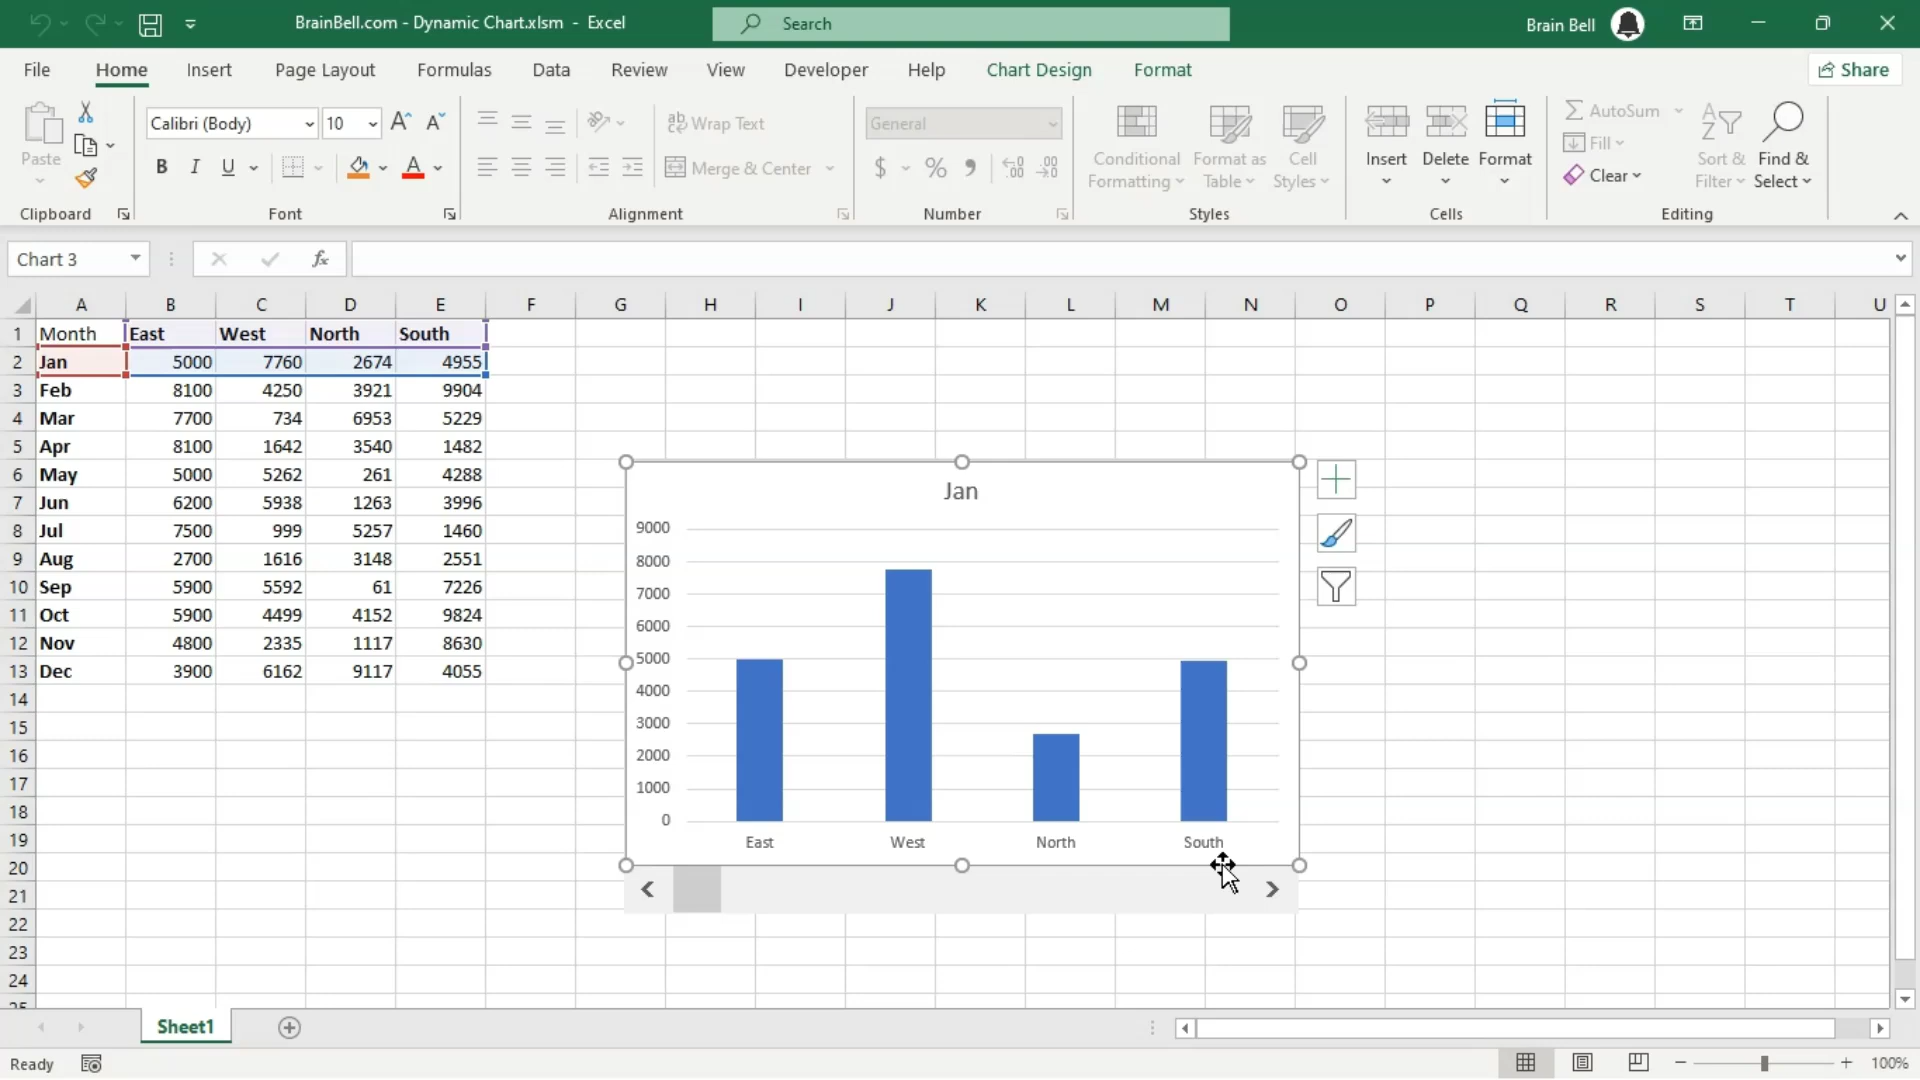 BrainBell.com - Dynamic Chart.xlsm - Excel
Search
Brain Bell
File Home Insert Page Layout Formulas Data Review View Developer Help Chart Design Format Share
Paste
Clipboard
Calibri (Body) 10 A A
B I U A
Font
ab Wrap Text
Merge & Center
Alignment
General
$ % 9
Number
Conditional Formatting
Format as Table
Cell Styles
Styles
Insert Delete Format
Cells
AutoSum
Fill
Clear
Sort & Filter
Find & Select
Editing
Chart 3
fx
A B C D E F G H I J K L M N O P Q R S T U
1 Month East West North South
2 Jan 5000 7760 2674 4955
3 Feb 8100 4250 3921 9904
4 Mar 7700 734 6953 5229
5 Apr 8100 1642 3540 1482
6 May 5000 5262 261 4288
7 Jun 6200 5938 1263 3996
8 Jul 7500 999 5257 1460
9 Aug 2700 1616 3148 2551
10 Sep 5900 5592 61 7226
11 Oct 5900 4499 4152 9824
12 Nov 4800 2335 1117 8630
13 Dec 3900 6162 9117 4055
14
15
16
17
18
19
20
21
22
23
24
25
Jan
9000
8000
7000
6000
5000
4000
3000
2000
1000
0
East West North South
Sheet1
Ready
100%